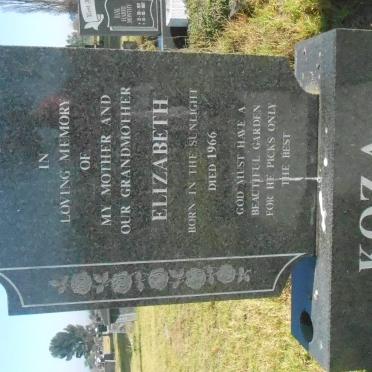 IN
LOVING MEMORY
OF
MY MOTHER AND
OUR GRANDMOTHER
ELIZABETH
BORN IN THE SUNLIGHT
DIED 1966
GOD MUST HAVE A
BEAUTIFUL GARDEN
FOR HE PICKS ONLY
THE BEST
KOZA